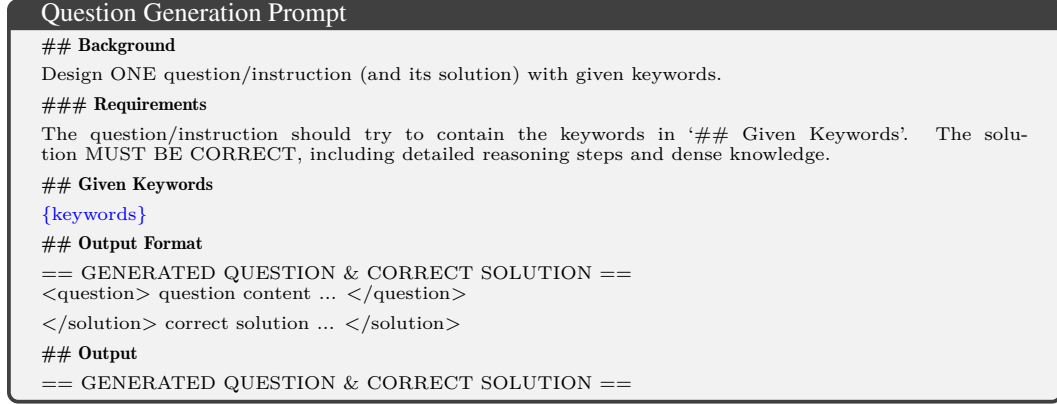 Question Generation Prompt
## Background
Design ONE question/instruction (and its solution) with given keywords.
### Requirements
The question/instruction should try to contain the keywords in ‘## Given Keywords’. The solu-
tion MUST BE CORRECT, including detailed reasoning steps and dense knowledge.
## Given Keywords
{keywords}
## Output Format
== GENERATED QUESTION & CORRECT SOLUTION ==
<question> question content ... </question>
</solution> correct solution ... </solution>
## Output
== GENERATED QUESTION & CORRECT SOLUTION ==